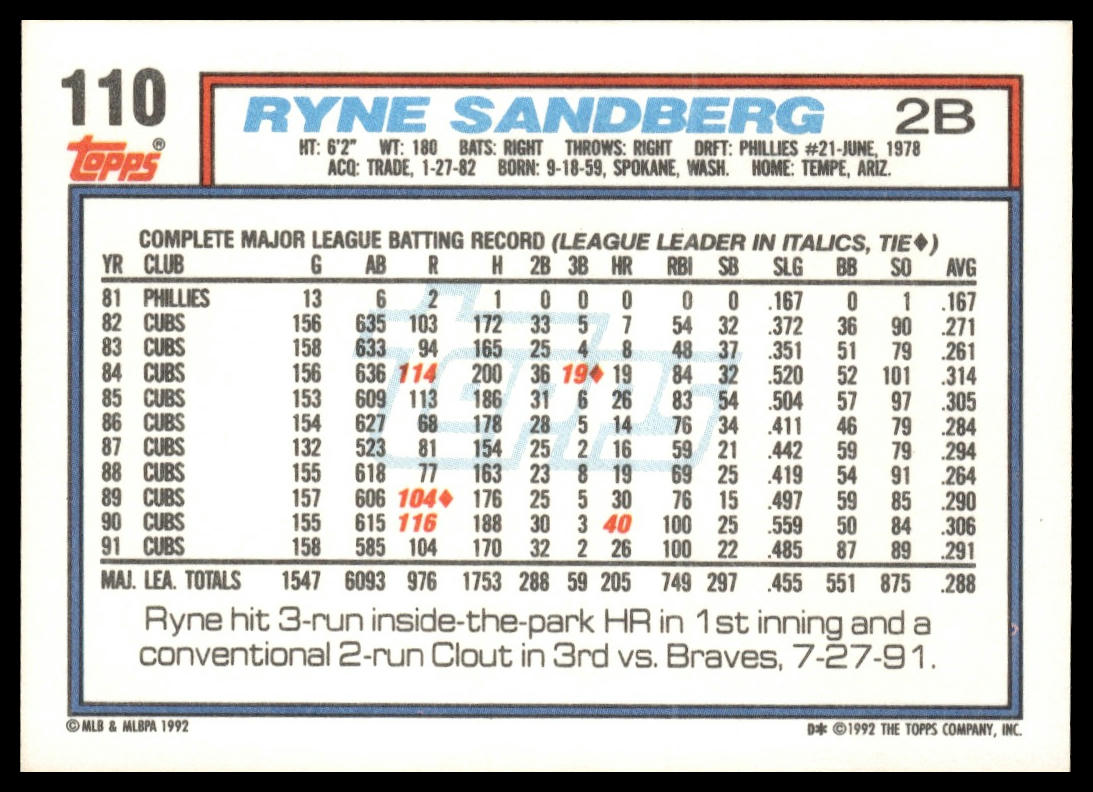 110
RYNE SANDBERG 2B
Topps®
HT: 6'2" WT: 180 BATS: RIGHT THROWS: RIGHT DRFT: PHILLIES #21-JUNE, 1978
ACQ: TRADE, 1-27-82 BORN: 9-18-59, SPOKANE, WASH. HOME: TEMPE, ARIZ.
COMPLETE MAJOR LEAGUE BATTING RECORD (LEAGUE LEADER IN ITALICS, TIE♦)
YR CLUB G AB R H 2B 3B HR RBI SB SLG BB SO AVG
81 PHILLIES 13 6 2 1 0 0 0 0 0 .167 0 1 .167
82 CUBS 156 635 103 172 33 5 7 54 32 .372 36 90 .271
83 CUBS 158 633 94 165 25 4 8 48 37 .351 51 79 .261
84 CUBS 156 636 114 200 36 19♦ 19 84 32 .520 52 101 .314
85 CUBS 153 609 113 186 31 6 26 83 54 .504 57 97 .305
86 CUBS 154 627 68 178 28 5 14 76 34 .411 46 79 .284
87 CUBS 132 523 81 154 25 2 16 59 21 .442 59 79 .294
88 CUBS 155 618 77 163 23 8 19 69 25 .419 54 91 .264
89 CUBS 157 606 104♦ 176 25 5 30 76 15 .497 59 85 .290
90 CUBS 155 615 116 188 30 3 40 100 25 .559 50 84 .306
91 CUBS 158 585 104 170 32 2 26 100 22 .485 87 89 .291
MAJ. LEA. TOTALS 1547 6093 976 1753 288 59 205 749 297 .455 551 875 .288
Ryne hit 3-run inside-the-park HR in 1st inning and a
conventional 2-run Clout in 3rd vs. Braves, 7-27-91.
© MLB & MLBPA 1992
D* © 1992 THE TOPPS COMPANY, INC.